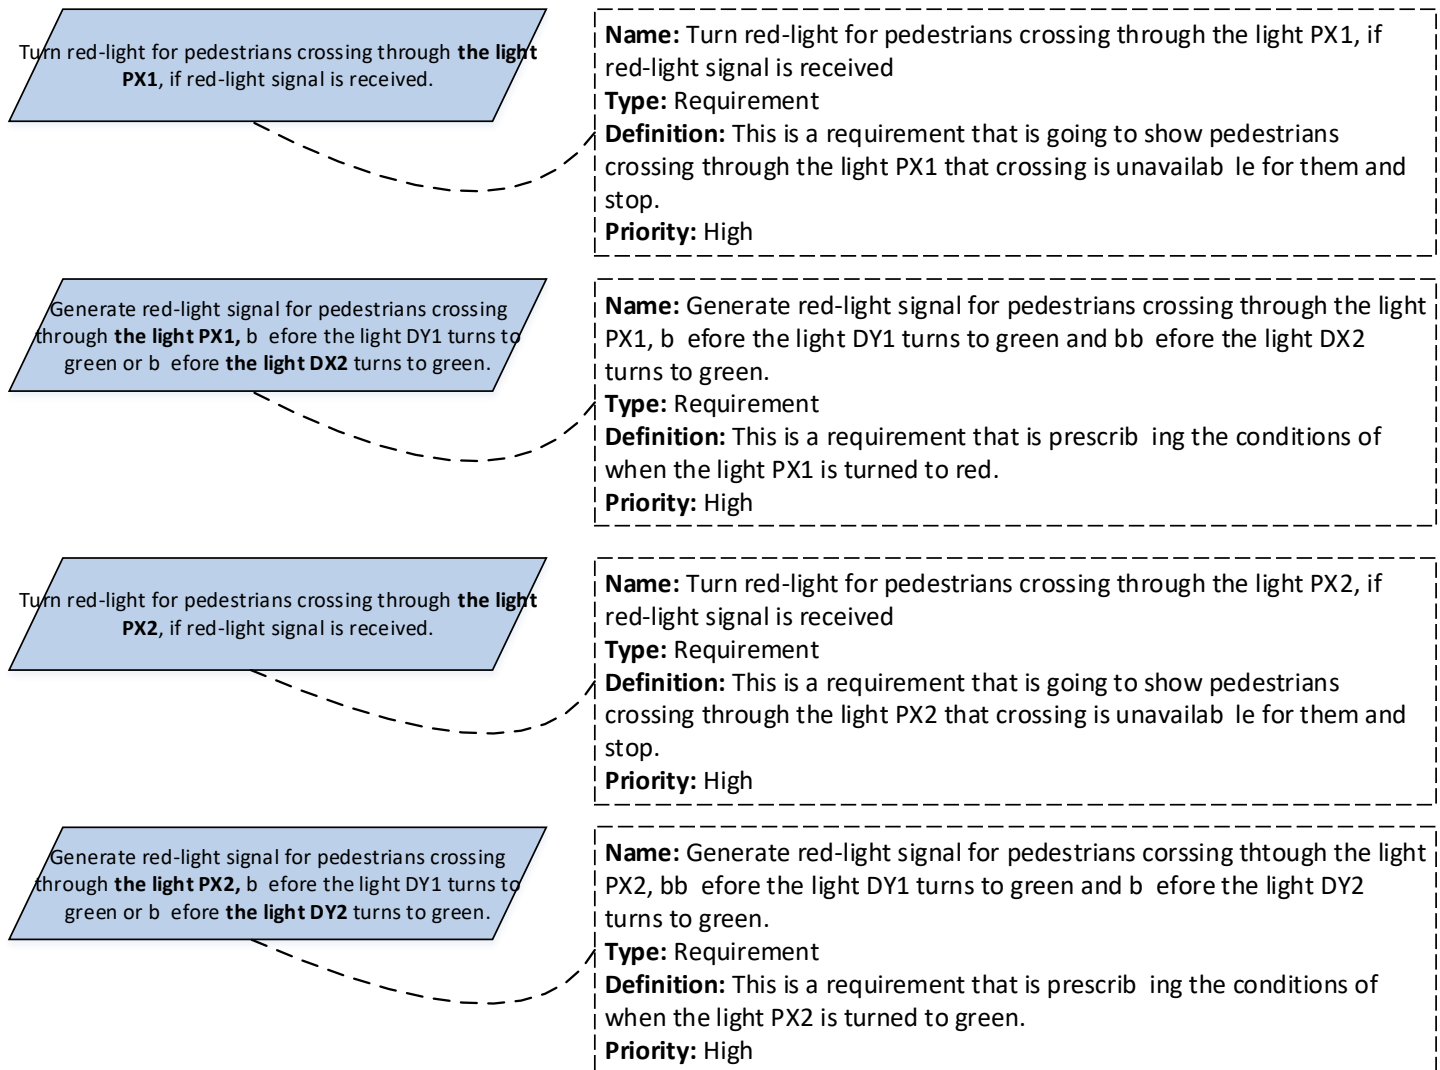 Turn red-light for pedestrians crossing through the light
PX1, if red-light signal is received.
Name: Turn red-light for pedestrians crossing through the light PX1, if
red-light signal is received
Type: Requirement
Definition: This is a requirement that is going to show pedestrians
crossing through the light PX1 that crossing is unavailab le for them and
stop.
Priority: High
Generate red-light signal for pedestrians crossing
through the light PX1, b efore the light DY1 turns to
green or b efore the light DX2 turns to green.
Name: Generate red-light signal for pedestrians crossing through the light
PX1, b efore the light DY1 turns to green and bb efore the light DX2
turns to green.
Type: Requirement
Definition: This is a requirement that is prescrib ing the conditions of
when the light PX1 is turned to red.
Priority: High
Turn red-light for pedestrians crossing through the light
PX2, if red-light signal is received.
Name: Turn red-light for pedestrians crossing through the light PX2, if
red-light signal is received
Type: Requirement
Definition: This is a requirement that is going to show pedestrians
crossing through the light PX2 that crossing is unavailab le for them and
stop.
Priority: High
Generate red-light signal for pedestrians crossing
through the light PX2, b efore the light DY1 turns to
green or b efore the light DY2 turns to green.
Name: Generate red-light signal for pedestrians corssing thtough the light
PX2, bb efore the light DY1 turns to green and b efore the light DY2
turns to green.
Type: Requirement
Definition: This is a requirement that is prescrib ing the conditions of
when the light PX2 is turned to green.
Priority: High